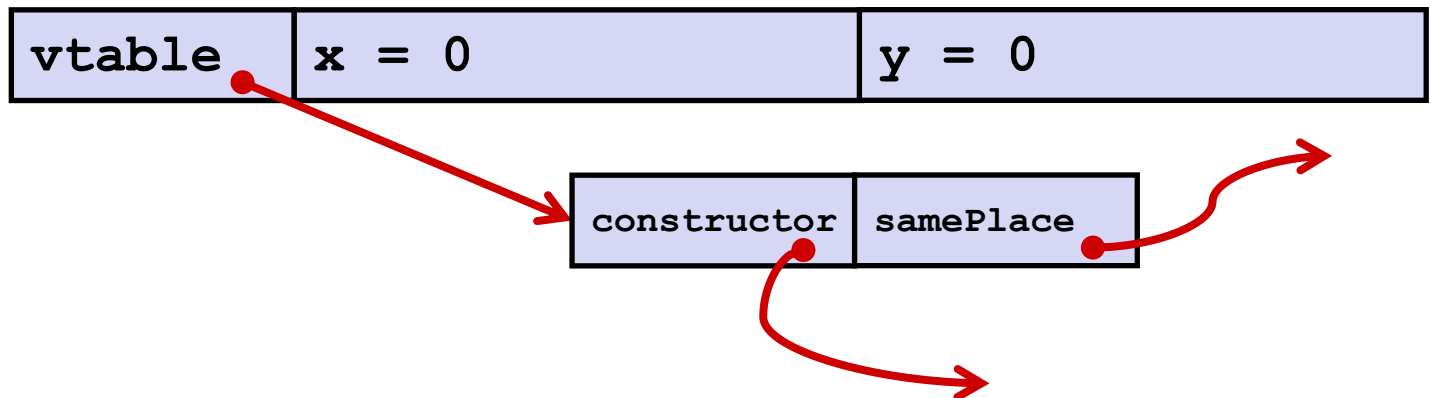 vtable x = 0 y = 0
constructor samePlace